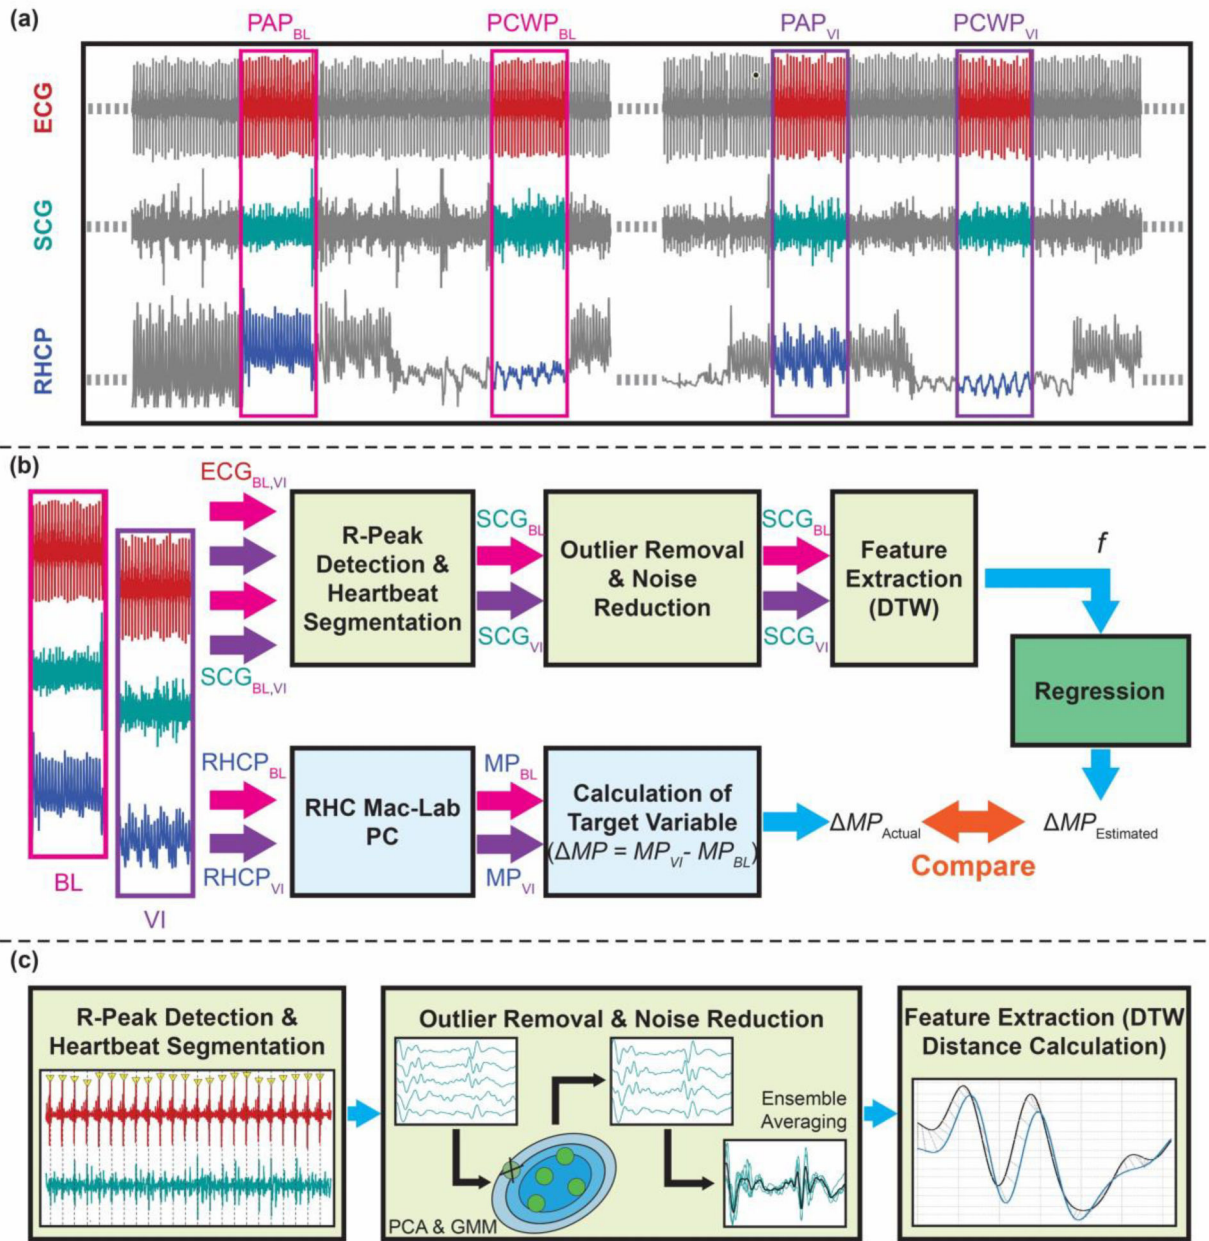 (a)
PAP_BL PCWP_BL PAP_VI PCWP_VI
ECG
SCG
RHCP
(b)
ECG_BL,VI
SCG_BL,VI
R-Peak
Detection &
Heartbeat
Segmentation
SCG_BL
SCG_VI
Outlier Removal
& Noise
Reduction
SCG_BL
SCG_VI
Feature
Extraction
(DTW)
f
Regression
RHCP_BL
RHCP_VI
RHC Mac-Lab
PC
MP_BL
MP_VI
Calculation of
Target Variable
(ΔMP = MP_VI - MP_BL)
ΔMP_Actual
ΔMP_Estimated
Compare
BL
VI
(c)
R-Peak Detection &
Heartbeat Segmentation
Outlier Removal & Noise Reduction
Ensemble
Averaging
PCA & GMM
Feature Extraction (DTW
Distance Calculation)